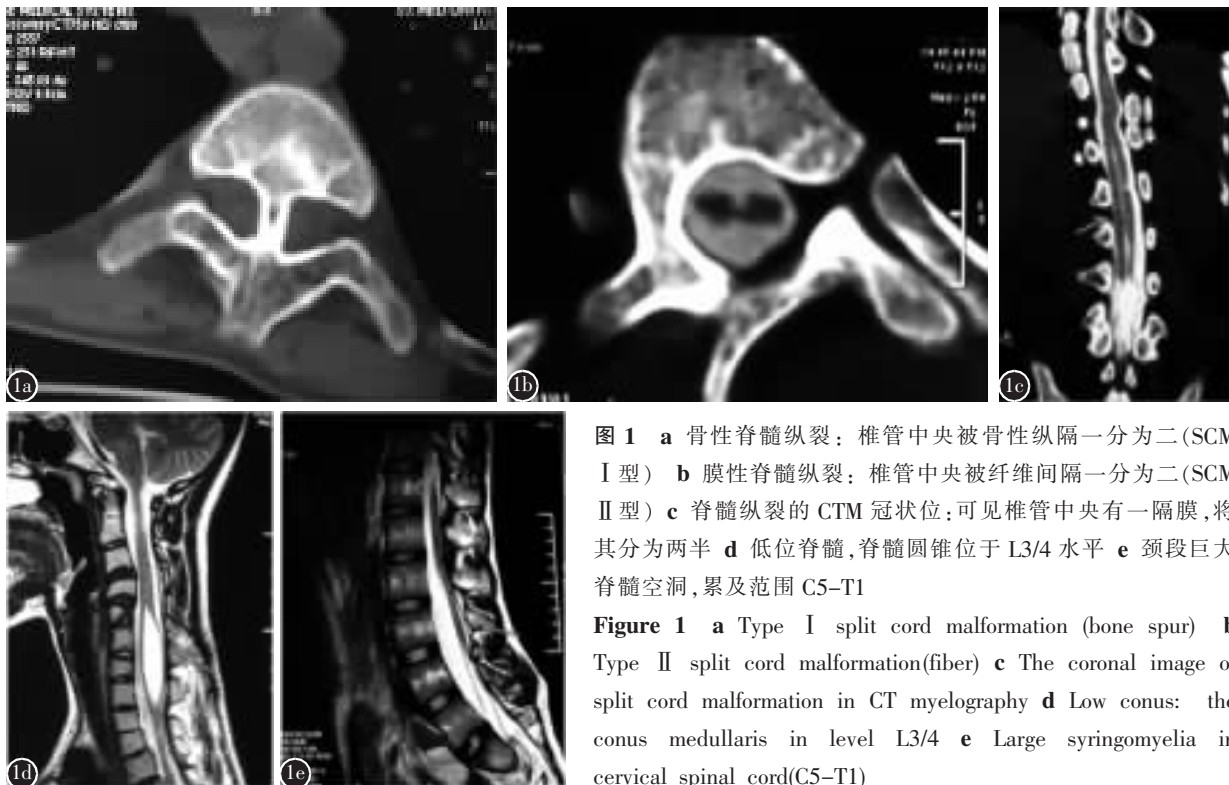 1a
1b
1c
1d
1e
图 1 a 骨性脊髓纵裂：椎管中央被骨性纵隔一分为二(SCM
Ⅰ型) b 膜性脊髓纵裂：椎管中央被纤维间隔一分为二(SCM
Ⅱ型) c 脊髓纵裂的 CTM 冠状位：可见椎管中央有一隔膜，将
其分为两半 d 低位脊髓，脊髓圆锥位于 L3/4 水平 e 颈段巨大
脊髓空洞，累及范围 C5-T1
Figure 1 a Type Ⅰ split cord malformation (bone spur) b
Type Ⅱ split cord malformation(fiber) c The coronal image o
split cord malformation in CT myelography d Low conus: the
conus medullaris in level L3/4 e Large syringomyelia in
cervical spinal cord(C5-T1)